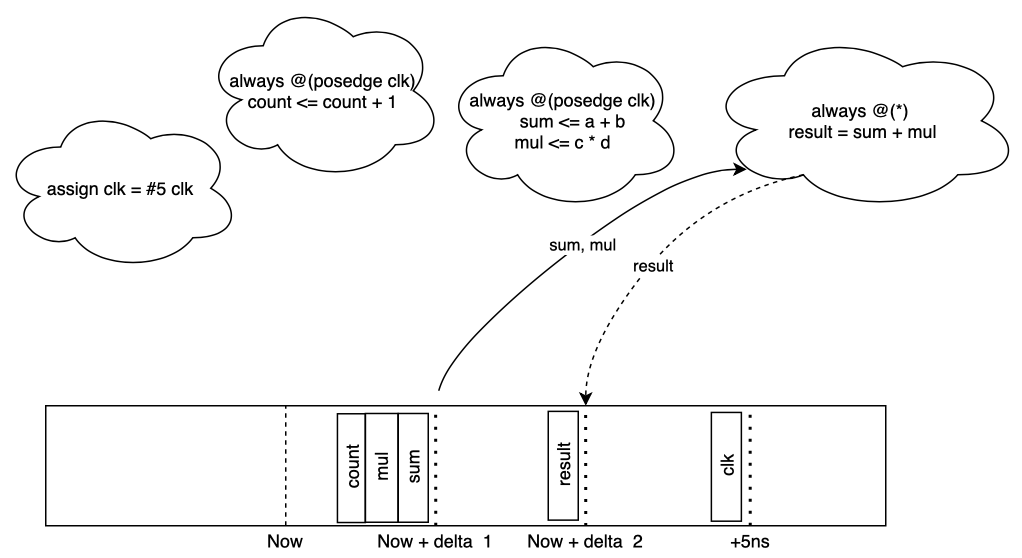 always @(posedge clk)
count <= count + 1
always @(posedge clk)
sum <= a + b
mul <= c * d
always @(*)
result = sum + mul
assign clk = #5 clk
sum, mul
result
count
mul
sum
result
clk
Now
Now + delta 1
Now + delta 2
+5ns